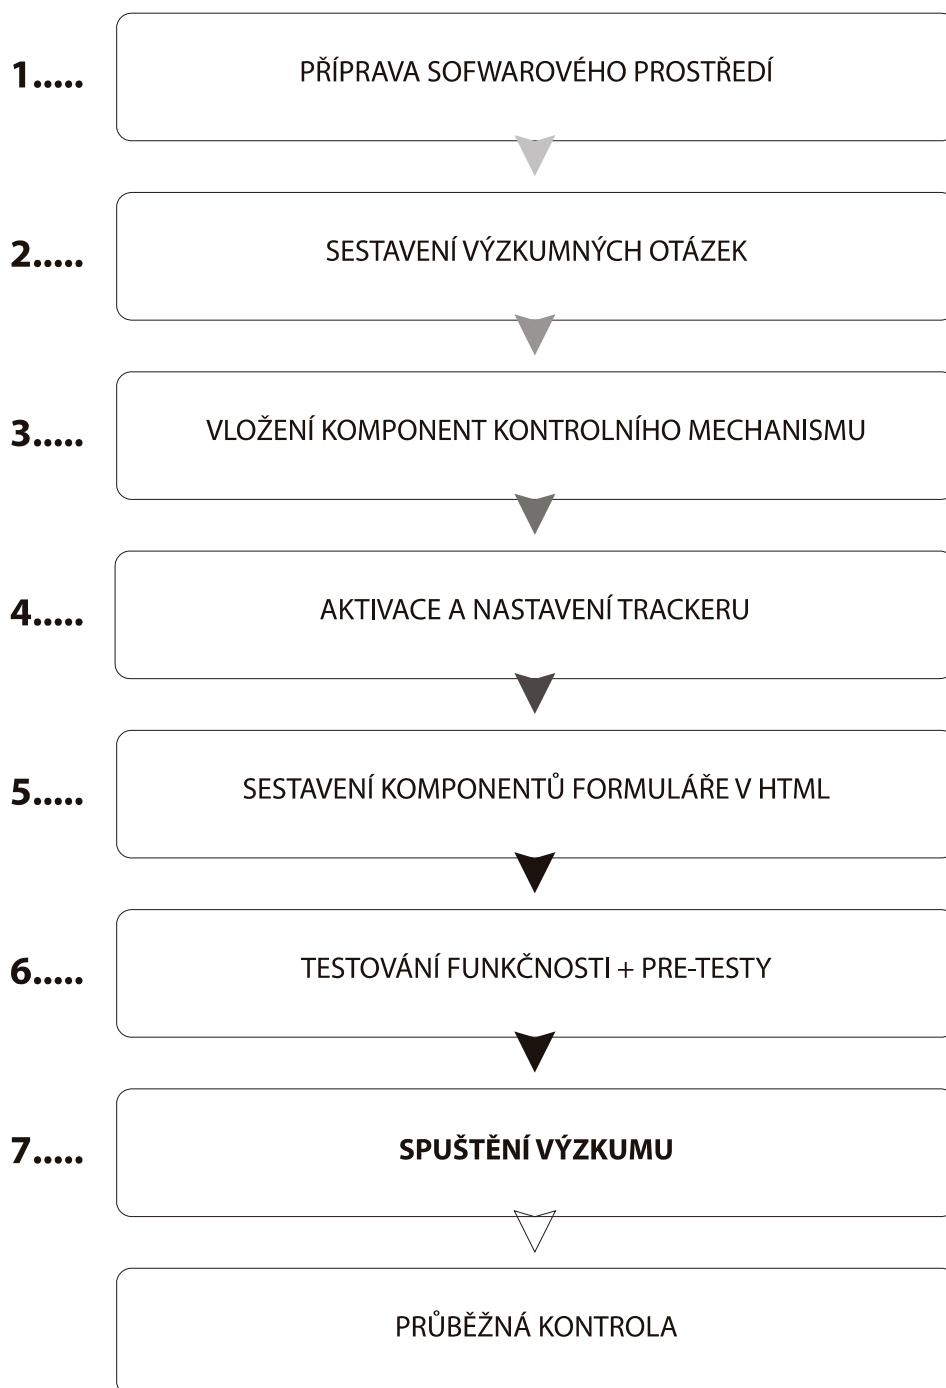 1..... PŘÍPRAVA SOFWAROVÉHO PROSTŘEDÍ
2..... SESTAVENÍ VÝZKUMNÝCH OTÁZEK
3..... VLOŽENÍ KOMPONENT KONTROLNÍHO MECHANISMU
4..... AKTIVACE A NASTAVENÍ TRACKERU
5..... SESTAVENÍ KOMPONENTŮ FORMULÁŘE V HTML
6..... TESTOVÁNÍ FUNKČNOSTI + PRE-TESTY
7..... SPUŠTĚNÍ VÝZKUMU
PRŮBĚŽNÁ KONTROLA